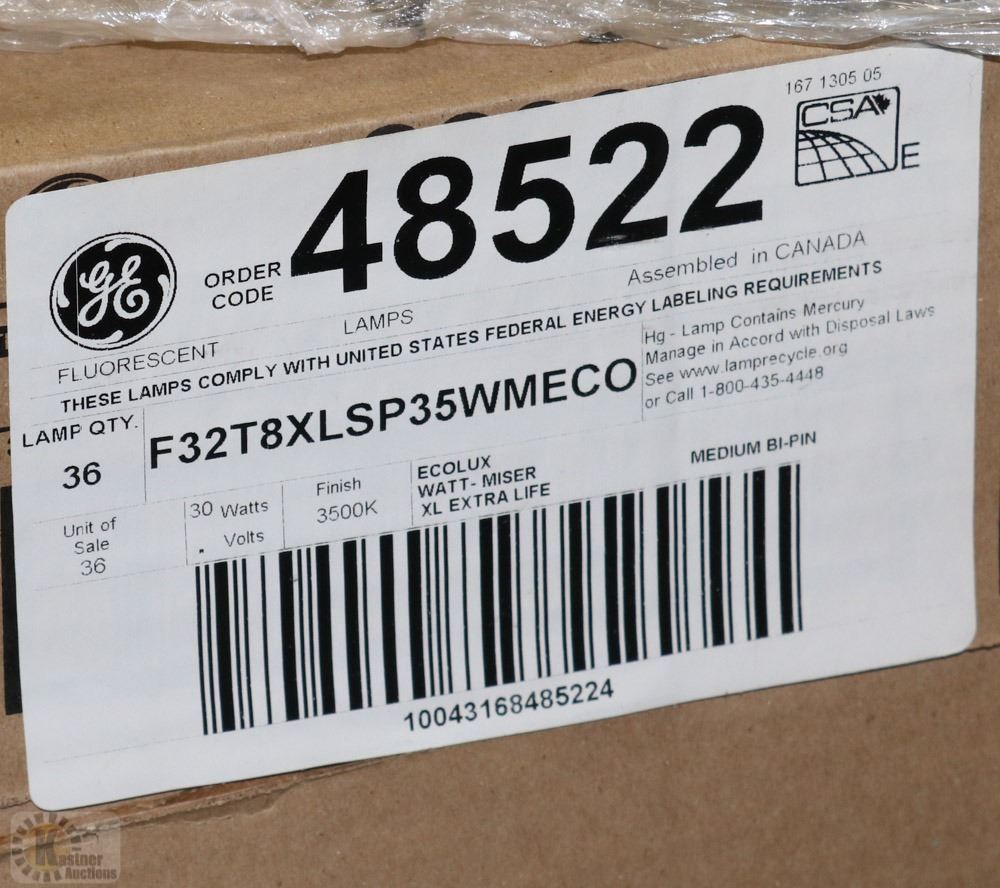 167 1305 05
CSA
E
GE
ORDER CODE
48522
Assembled in CANADA
FLUORESCENT LAMPS
THESE LAMPS COMPLY WITH UNITED STATES FEDERAL ENERGY LABELING REQUIREMENTS
LAMP QTY.
36
F32T8XLSP35WMECO
Hg - Lamp Contains Mercury
Manage in Accord with Disposal Laws
See www.lamprecycle.org
or Call 1-800-435-4448
Unit of
Sale
36
30 Watts
. Volts
Finish
3500K
ECOLUX
WATT- MISER
XL EXTRA LIFE
MEDIUM BI-PIN
10043168485224
Kastner
Auctions